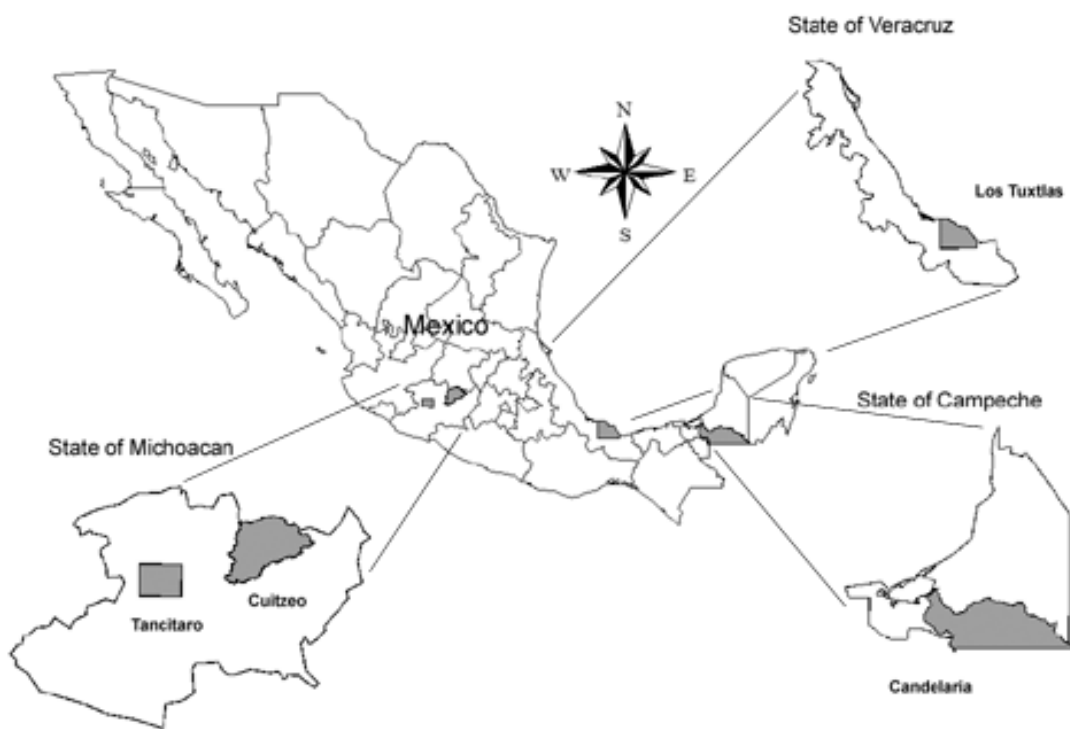 State of Veracruz
N
W
E
S
Los Tuxtlas
Mexico
State of Campeche
State of Michoacan
Cuitzeo
Tancitaro
Candelaria